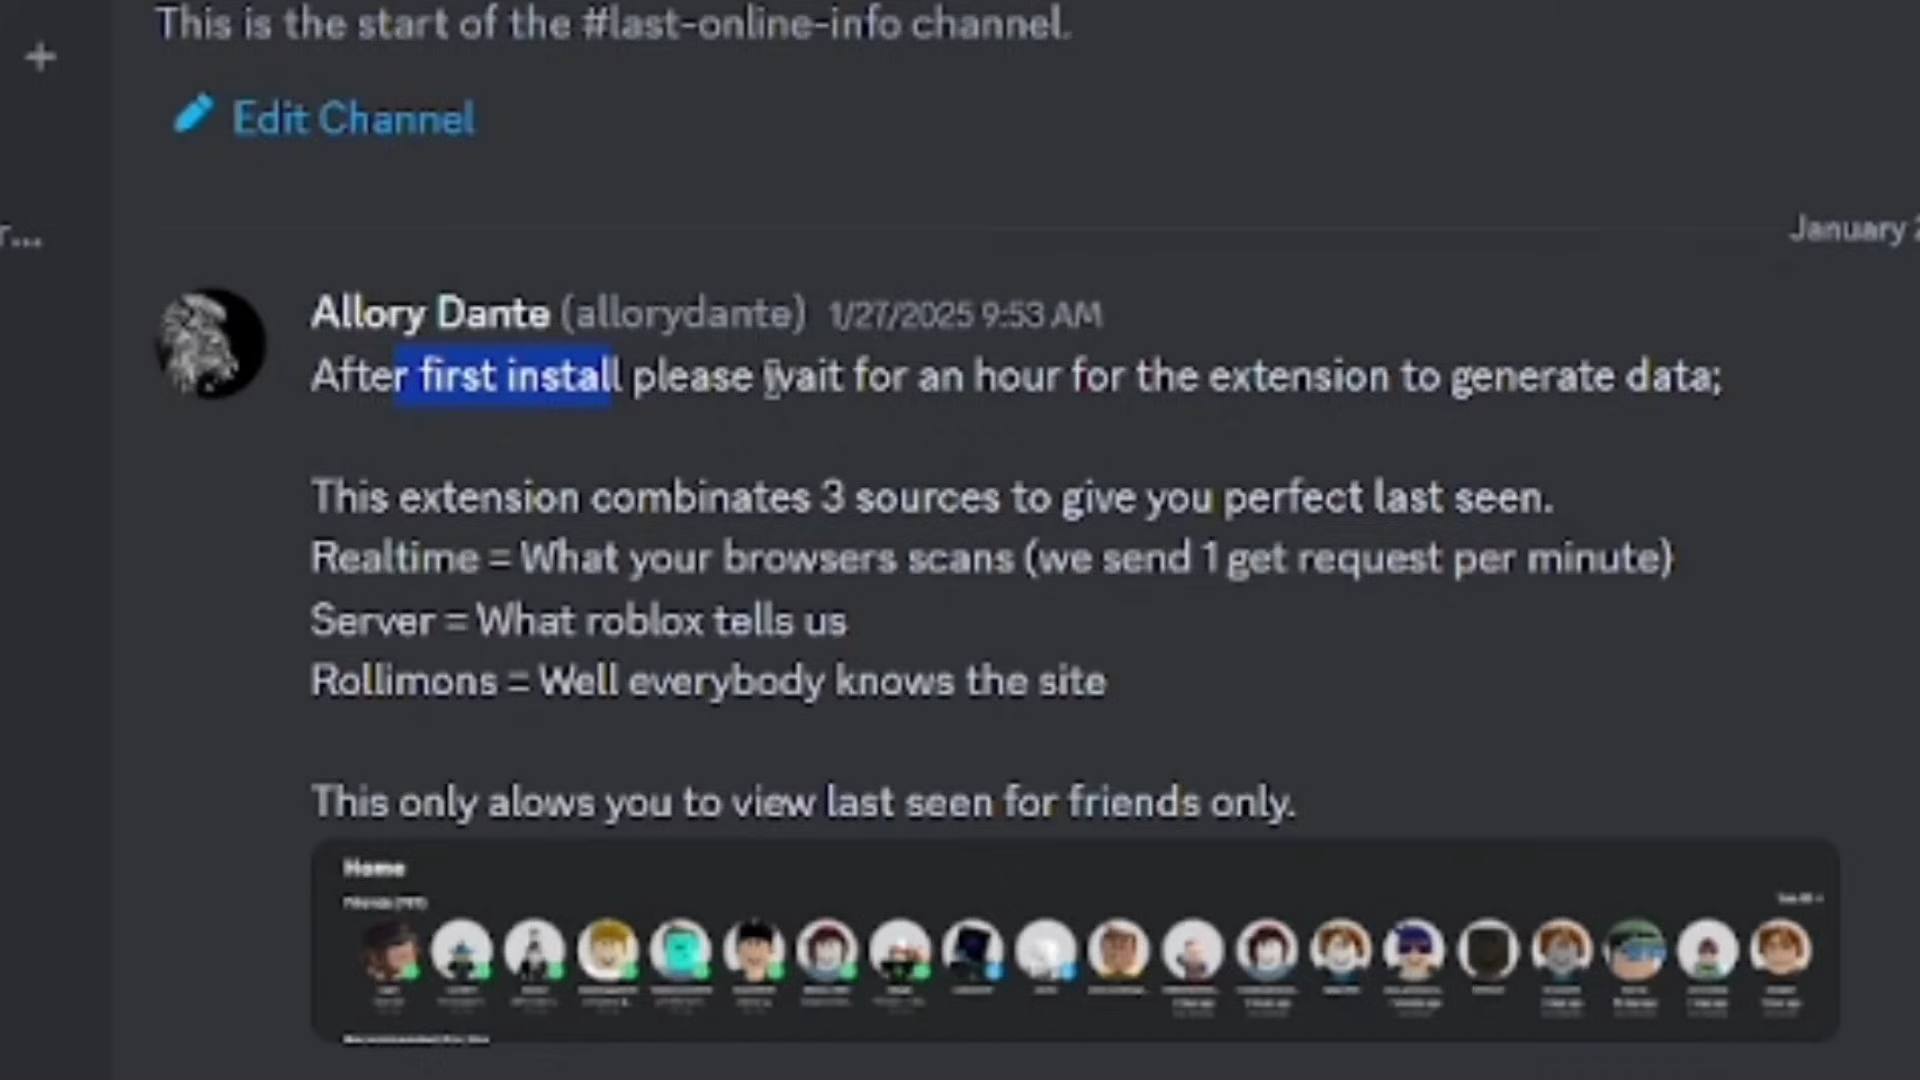 This is the start of the #last-online-info channel.
Edit Channel
January
Allory Dante (allorydante) 1/27/2025 9:53 AM
After first install please wait for an hour for the extension to generate data;
This extension combinates 3 sources to give you perfect last seen.
Realtime = What your browsers scans (we send 1 get request per minute)
Server = What roblox tells us
Rollimons = Well everybody knows the site
This only alows you to view last seen for friends only.
Home